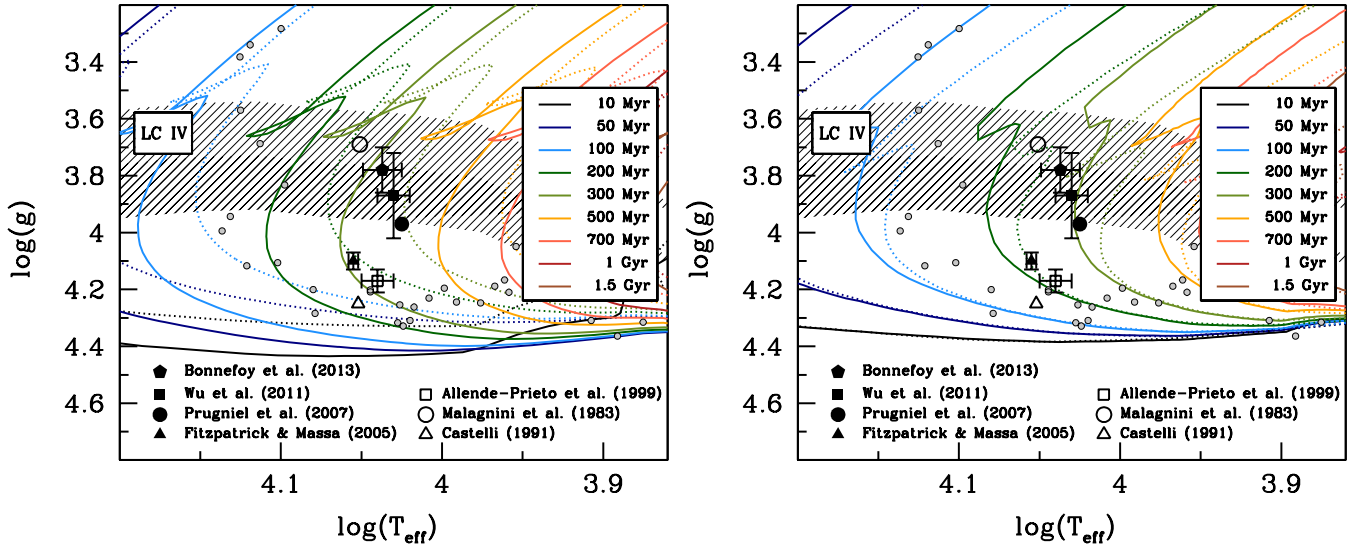 3.4
3.6
3.8
4
4.2
4.4
4.6
log(g)
LC IV
10 Myr
50 Myr
100 Myr
200 Myr
300 Myr
500 Myr
700 Myr
1 Gyr
1.5 Gyr
Bonnefoy et al. (2013)
Wu et al. (2011)
Prugniel et al. (2007)
Fitzpatrick & Massa (2005)
Allende-Prieto et al. (1999)
Malagnini et al. (1983)
Castelli (1991)
4.1
4
3.9
log(Teff)
3.4
3.6
3.8
4
4.2
4.4
4.6
log(g)
LC IV
10 Myr
50 Myr
100 Myr
200 Myr
300 Myr
500 Myr
700 Myr
1 Gyr
1.5 Gyr
Bonnefoy et al. (2013)
Wu et al. (2011)
Prugniel et al. (2007)
Fitzpatrick & Massa (2005)
Allende-Prieto et al. (1999)
Malagnini et al. (1983)
Castelli (1991)
4.1
4
3.9
log(Teff)